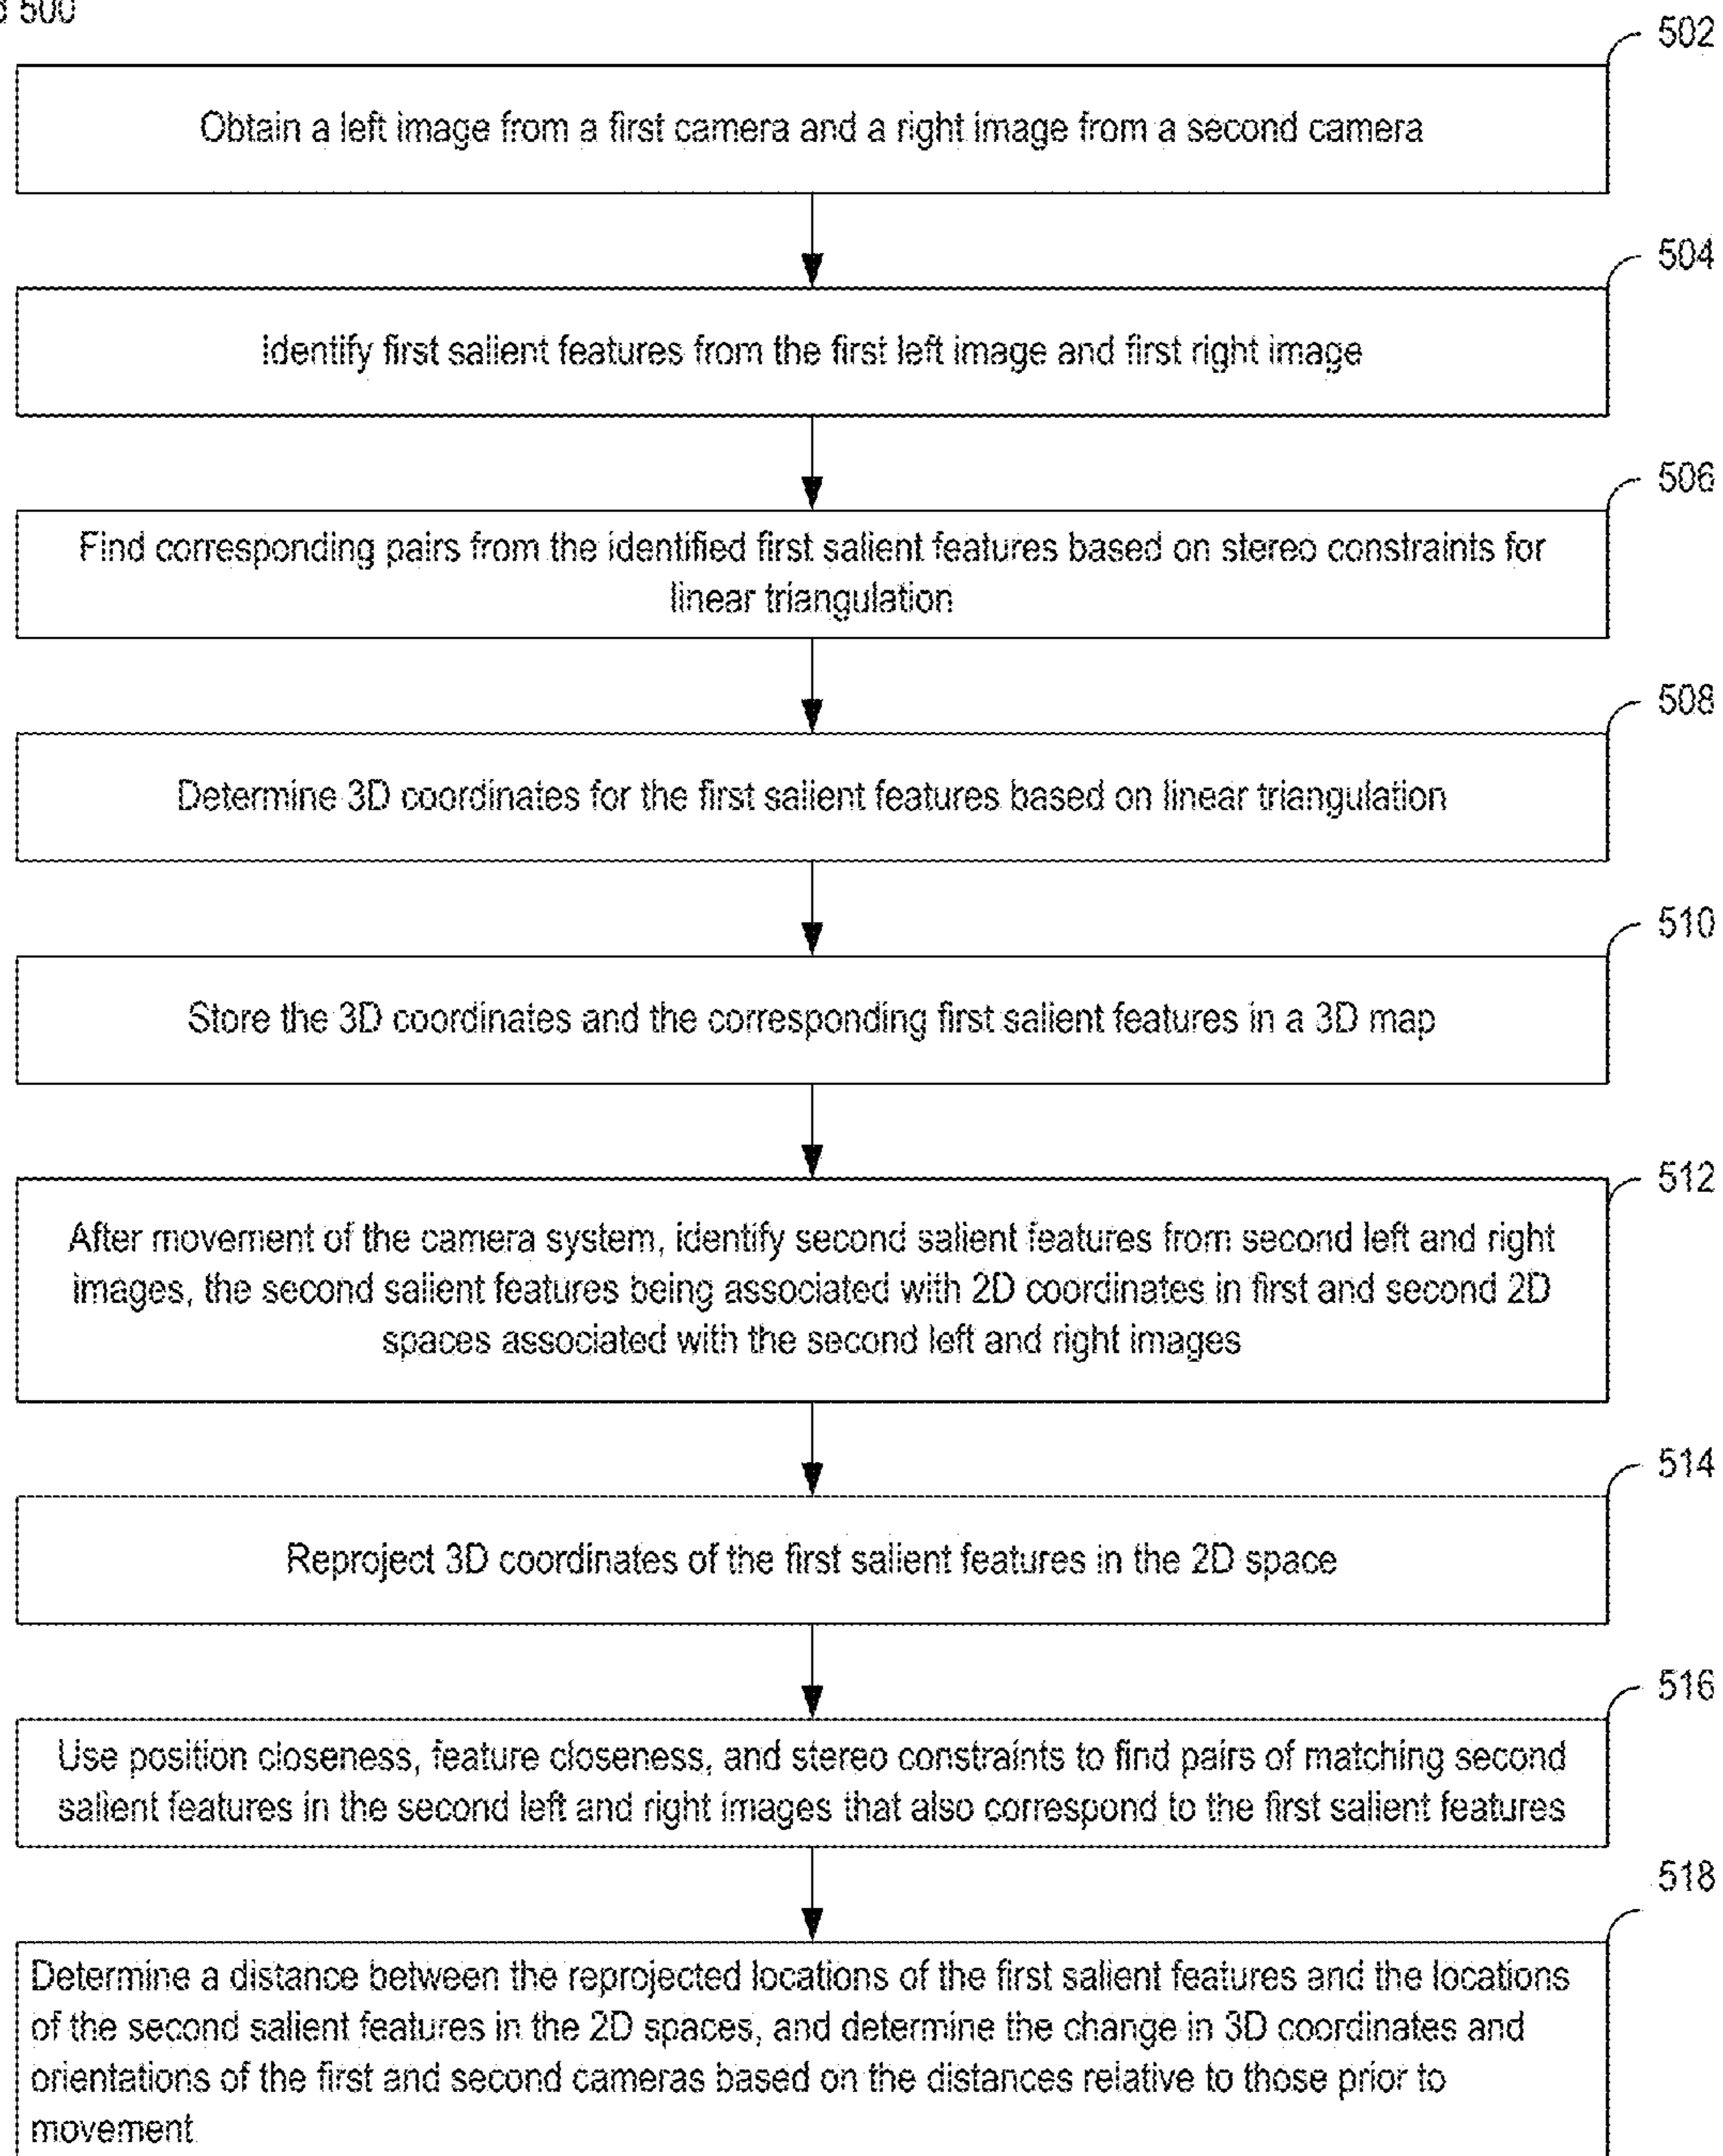 500
502
Obtain a left image from a first camera and a right image from a second camera
504
Identify first salient features from the first left image and first right image
506
Find corresponding pairs from the identified first salient features based on stereo constraints for
linear triangulation
508
Determine 3D coordinates for the first salient features based on linear triangulation
510
Store the 3D coordinates and the corresponding first salient features in a 3D map
512
After movement of the camera system, identify second salient features from second left and right
images, the second salient features being associated with 2D coordinates in first and second 2D
spaces associated with the second left and right images
514
Reproject 3D coordinates of the first salient features in the 2D space
516
Use position closeness, feature closeness, and stereo constraints to find pairs of matching second
salient features in the second left and right images that also correspond to the first salient features
518
Determine a distance between the reprojected locations of the first salient features and the locations
of the second salient features in the 2D spaces, and determine the change in 3D coordinates and
orientations of the first and second cameras based on the distances relative to those prior to
movement